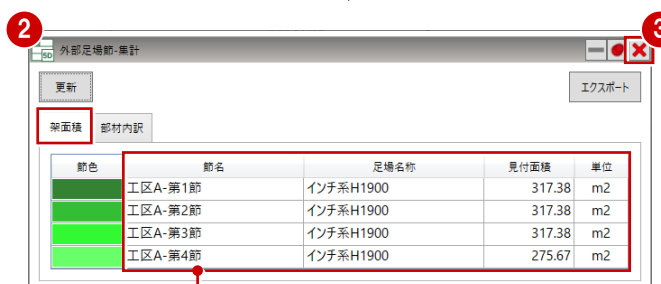 2
3
5D 外部足場節-集計
更新 エクスポート
架面積 部材内訳
節色 節名 足場名称 見付面積 単位
工区A-第1節 インチ系H1900 317.38 m2
工区A-第2節 インチ系H1900 317.38 m2
工区A-第3節 インチ系H1900 317.38 m2
工区A-第4節 インチ系H1900 275.67 m2